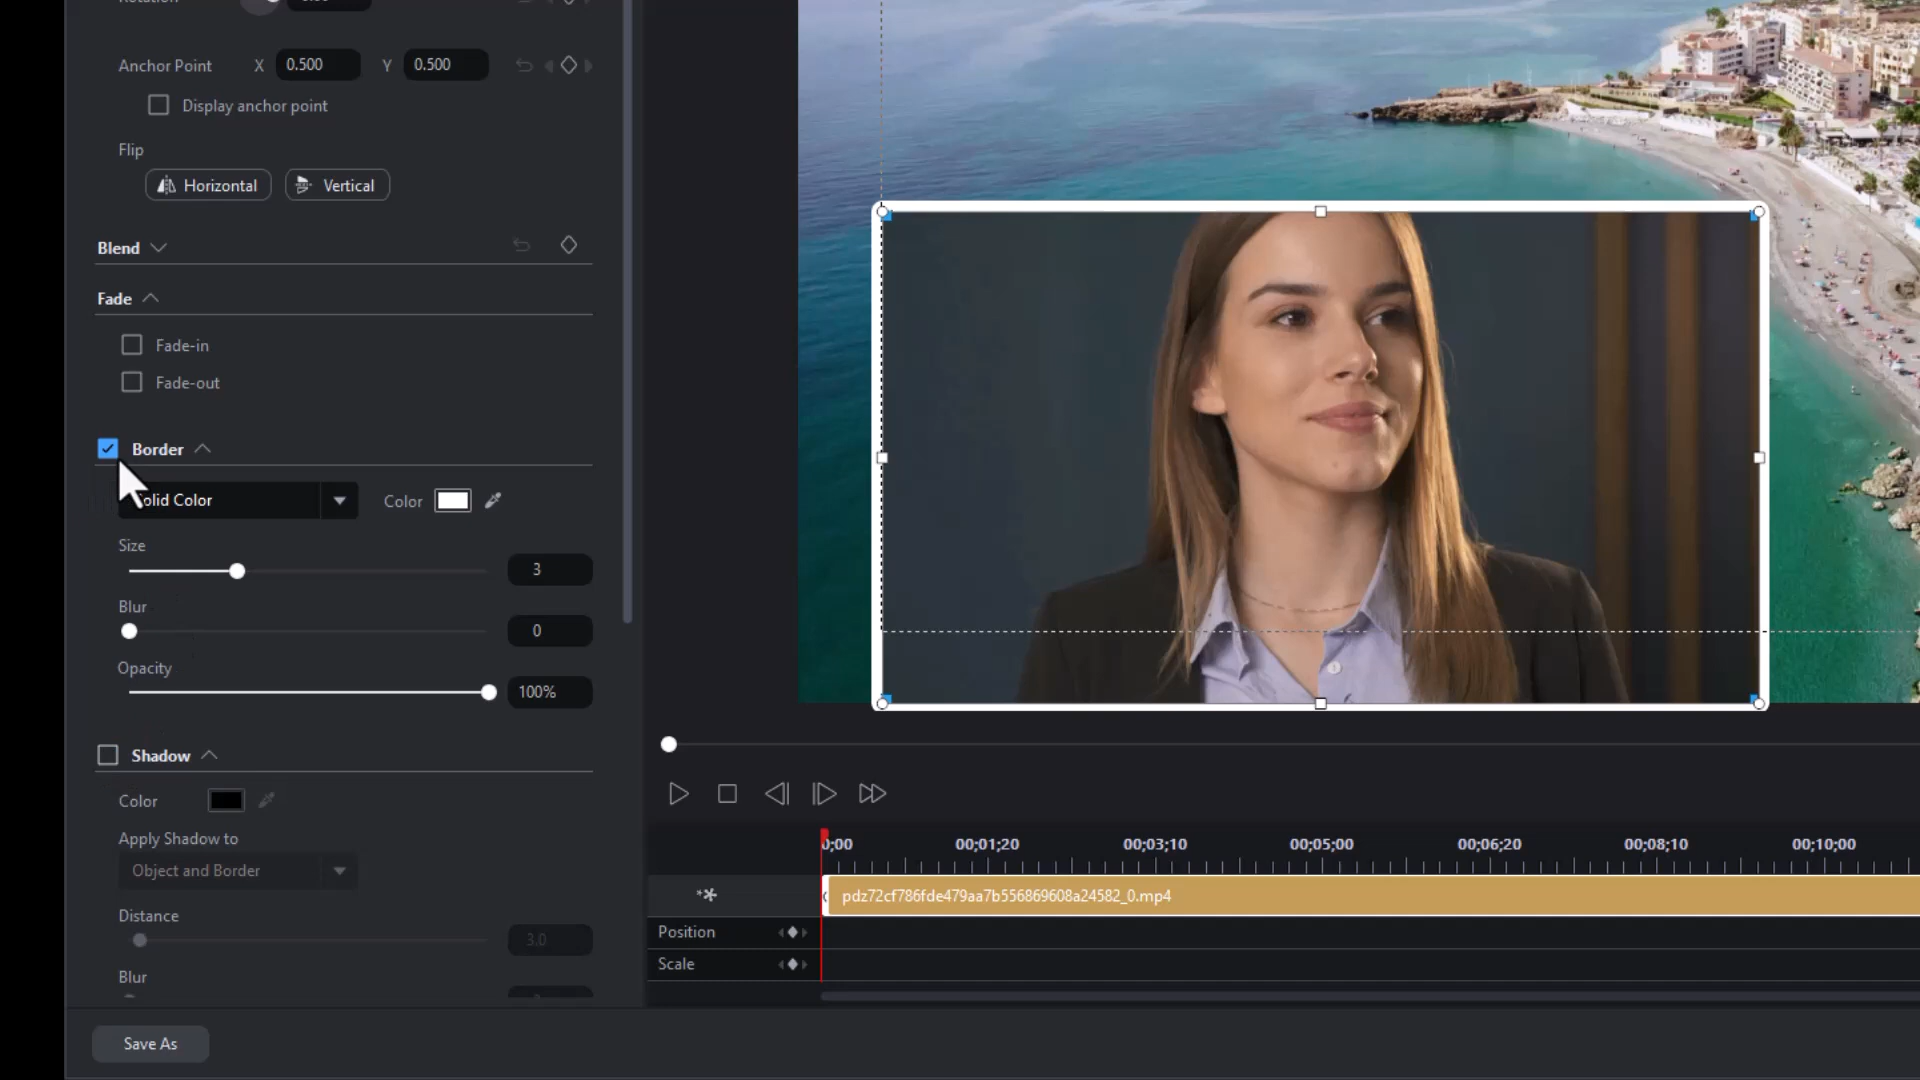 Rotation
Anchor Point X 0.500 Y 0.500
Display anchor point
Flip
Horizontal Vertical
Blend
Fade
Fade-in
Fade-out
Border
olid Color Color
Size
3
Blur
0
Opacity
100%
Shadow
Color
Apply Shadow to
Object and Border
Distance
3.0
Blur
Save As
0;00 00;01;20 00;03;10 00;05;00 00;06;20 00;08;10 00;10;00
pdz72cf786fde479aa7b556869608a24582_0.mp4
Position
Scale